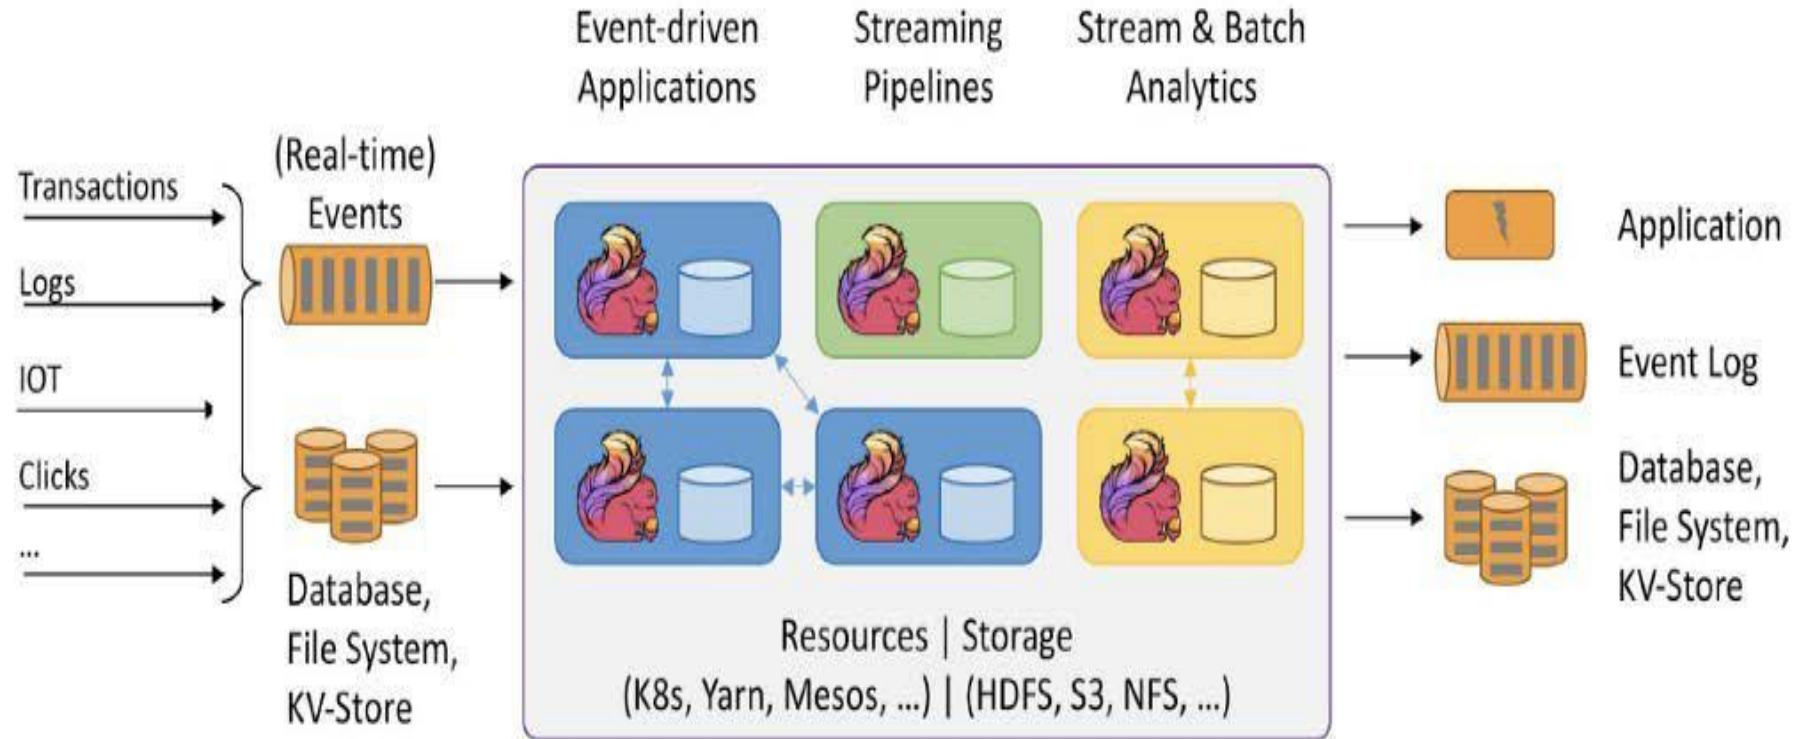 Event-driven
Applications
Streaming
Pipelines
Stream & Batch
Analytics
Transactions
Logs
IOT
Clicks
...
(Real-time)
Events
Database,
File System,
KV-Store
Resources | Storage
(K8s, Yarn, Mesos, ...) | (HDFS, S3, NFS, ...)
Application
Event Log
Database,
File System,
KV-Store